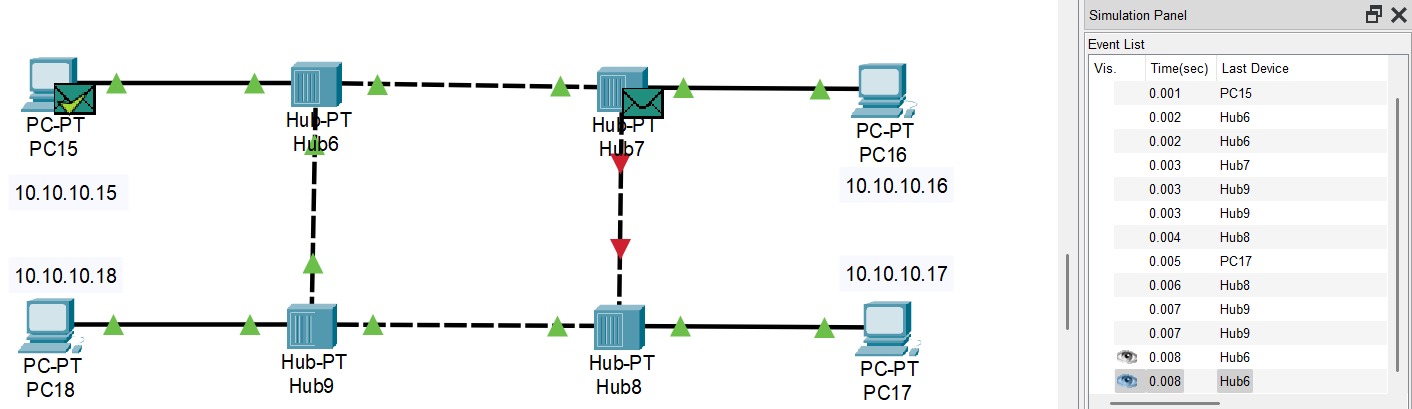 Simulation Panel
Event List
Vis. Time(sec) Last Device
0.001 PC15
0.002 Hub6
0.002 Hub6
0.003 Hub7
0.003 Hub9
0.003 Hub9
0.004 Hub8
0.005 PC17
0.006 Hub8
0.007 Hub9
0.007 Hub9
0.008 Hub6
0.008 Hub6
PC-PT
PC15
Hub-PT
Hub6
Hub-PT
Hub7
PC-PT
PC16
10.10.10.15
10.10.10.16
10.10.10.18
10.10.10.17
PC-PT
PC18
Hub-PT
Hub9
Hub-PT
Hub8
PC-PT
PC17